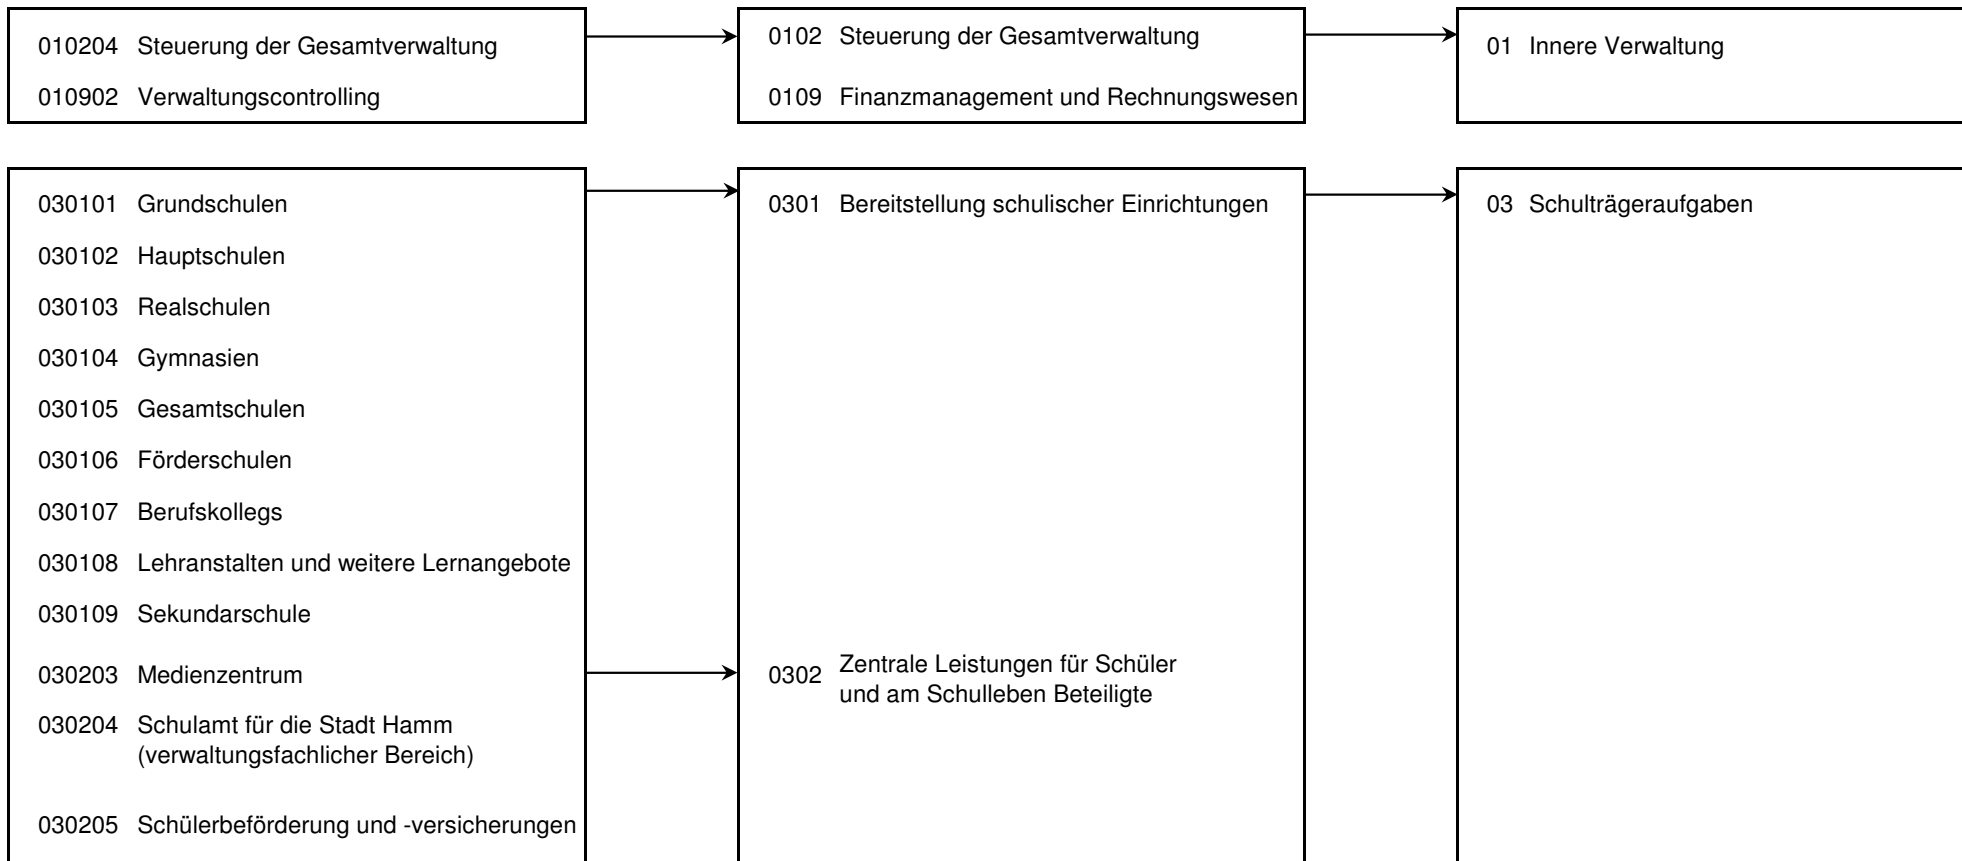 010204 Steuerung der Gesamtverwaltung
010902 Verwaltungscontrolling
0102 Steuerung der Gesamtverwaltung
0109 Finanzmanagement und Rechnungswesen
01 Innere Verwaltung
030101 Grundschulen
030102 Hauptschulen
030103 Realschulen
030104 Gymnasien
030105 Gesamtschulen
030106 Förderschulen
030107 Berufskollegs
030108 Lehranstalten und weitere Lernangebote
030109 Sekundarschule
030203 Medienzentrum
030204 Schulamt für die Stadt Hamm
(verwaltungsfachlicher Bereich)
030205 Schülerbeförderung und -versicherungen
0301 Bereitstellung schulischer Einrichtungen
0302 Zentrale Leistungen für Schüler
und am Schulleben Beteiligte
03 Schulträgeraufgaben